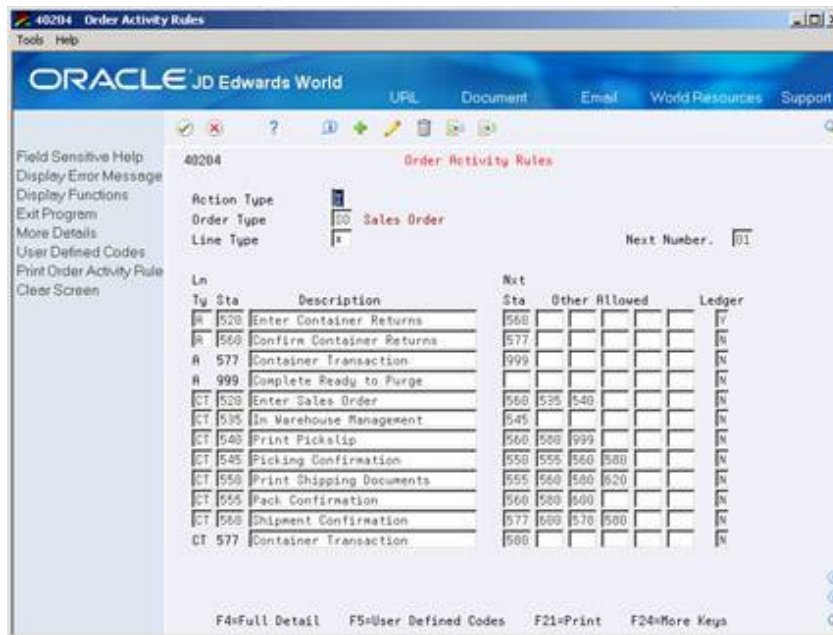 40204 Order Activity Rules
Tools Help
ORACLE JD Edwards World
URL Document Email World Resources Support
Field Sensitive Help
Display Error Message
Display Functions
Exit Program
More Details
User Defined Codes
Print Order Activity Rule
Clear Screen
40204 Order Activity Rules
Action Type I
Order Type SO Sales Order
Line Type * Next Number. 01
Ln Nxt
Ty Sta Description Sta Other Allowed Ledger
A 520 Enter Container Returns 560 Y
A 560 Confirm Container Returns 577 N
A 577 Container Transaction 999 N
A 999 Complete Ready to Purge N
CT 520 Enter Sales Order 560 535 540 N
CT 535 In Warehouse Management 545 N
CT 540 Print Pickslip 560 580 999 N
CT 545 Picking Confirmation 550 555 560 580 N
CT 550 Print Shipping Documents 555 560 580 620 N
CT 555 Pack Confirmation 560 580 600 N
CT 560 Shipment Confirmation 577 600 570 580 N
CT 577 Container Transaction 580 N
F4=Full Detail F5=User Defined Codes F21=Print F24=More Keys